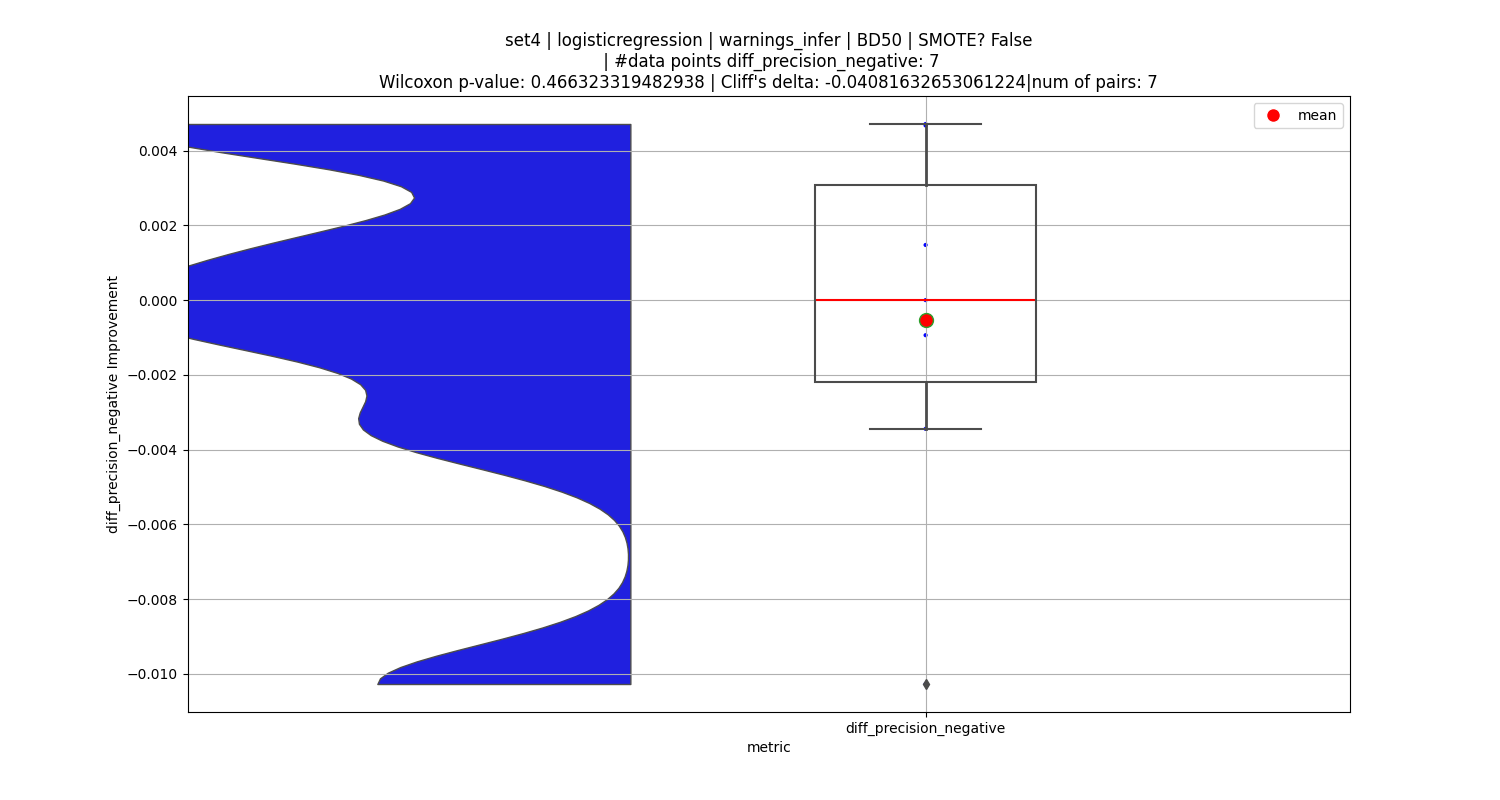 set4 | logisticregression | warnings_infer | BD50 | SMOTE? False
| #data points diff_precision_negative: 7
Wilcoxon p-value: 0.466323319482938 | Cliff's delta: -0.04081632653061224|num of pairs: 7
mean
0.004
0.002
0.000
−0.002
−0.004
−0.006
−0.008
−0.010
diff_precision_negative Improvement
diff_precision_negative
metric